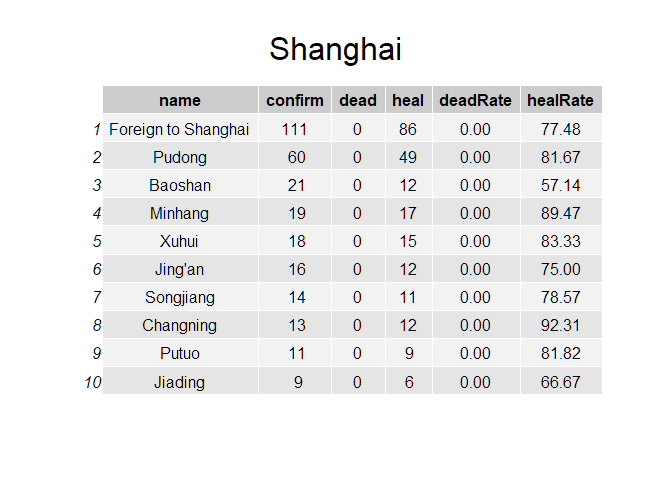 Shanghai
name confirm dead heal deadRate healRate
1 Foreign to Shanghai 111 0 86 0.00 77.48
2 Pudong 60 0 49 0.00 81.67
3 Baoshan 21 0 12 0.00 57.14
4 Minhang 19 0 17 0.00 89.47
5 Xuhui 18 0 15 0.00 83.33
6 Jing'an 16 0 12 0.00 75.00
7 Songjiang 14 0 11 0.00 78.57
8 Changning 13 0 12 0.00 92.31
9 Putuo 11 0 9 0.00 81.82
10 Jiading 9 0 6 0.00 66.67